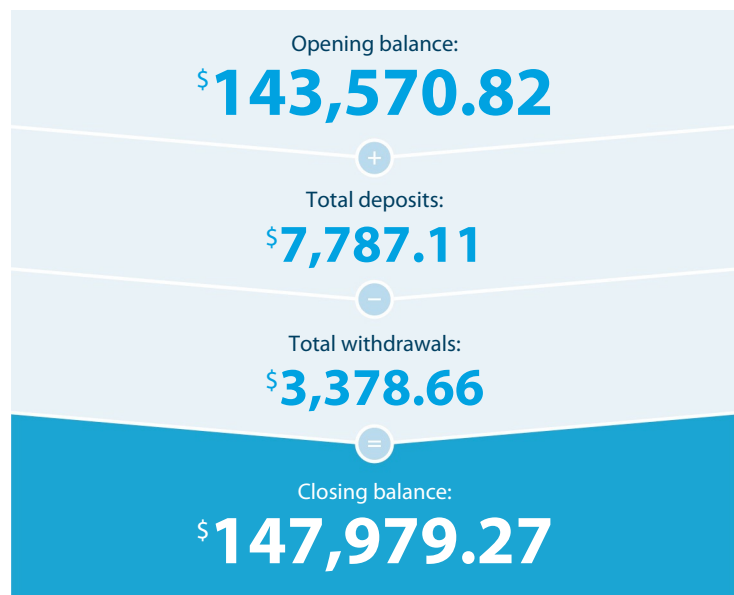 Opening balance:
$143,570.82
+
Total deposits:
$7,787.11
−
Total withdrawals:
$3,378.66
=
Closing balance:
$147,979.27